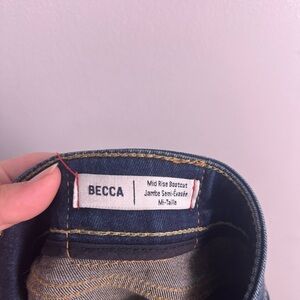 BECCA
Mid Rise Bootcut
Jambe Semi-Évasée
Mi-Taille